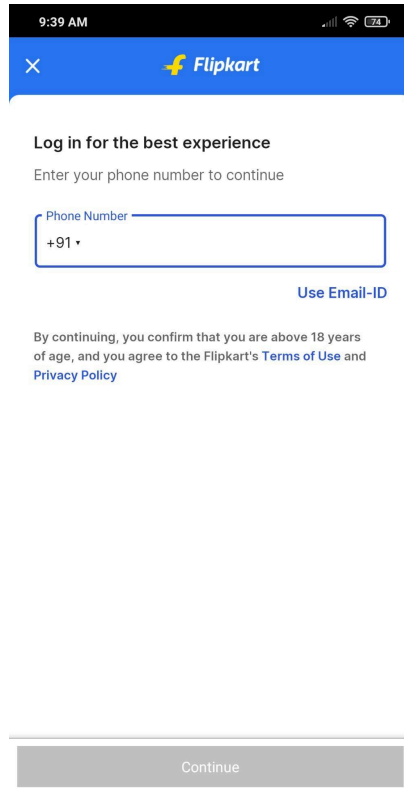 9:39 AM
74
Flipkart
Log in for the best experience
Enter your phone number to continue
Phone Number
+91
Use Email-ID
By continuing, you confirm that you are above 18 years
of age, and you agree to the Flipkart's Terms of Use and
Privacy Policy
Continue